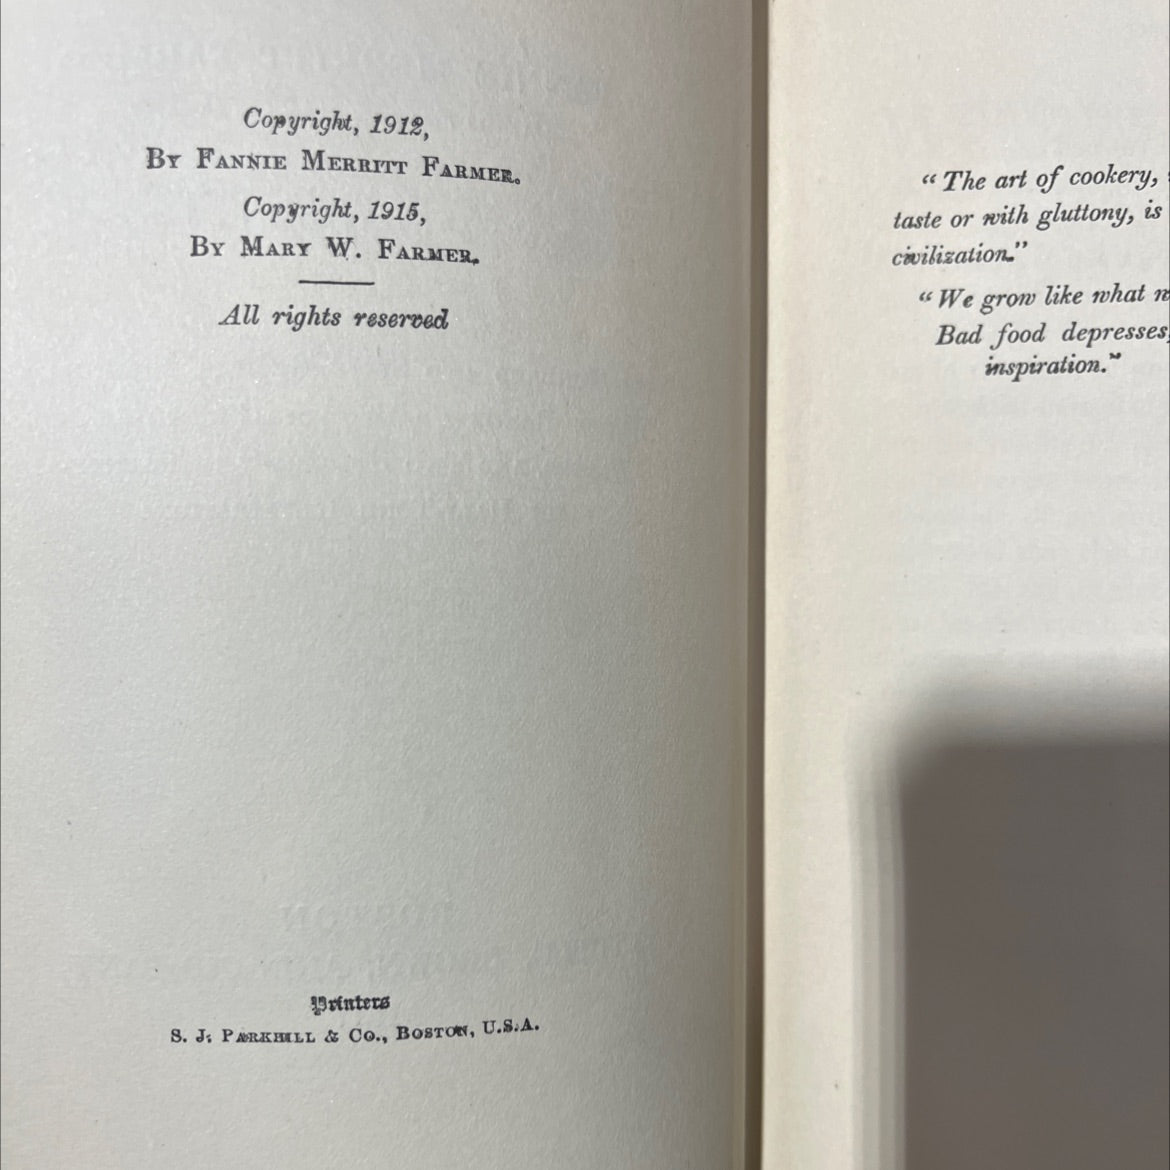 Copyright, 1912,
By Fannie Merritt Farmer.
Copyright, 1915,
By Mary W. Farmer.
All rights reserved
Printers
S. J. Parkhill & Co., Boston, U.S.A.
“The art of cookery,
taste or with gluttony, is
civilization.”
“We grow like what
Bad food depresses,
inspiration.”